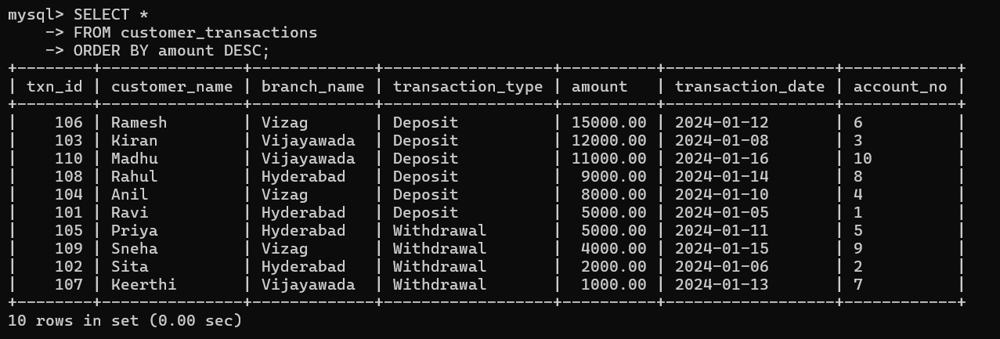 mysql> SELECT *
    -> FROM customer_transactions
    -> ORDER BY amount DESC;
+--------+---------------+-------------+------------------+----------+------------------+------------+
| txn_id | customer_name | branch_name | transaction_type | amount   | transaction_date | account_no |
+--------+---------------+-------------+------------------+----------+------------------+------------+
|    106 | Ramesh        | Vizag       | Deposit          | 15000.00 | 2024-01-12       | 6          |
|    103 | Kiran         | Vijayawada  | Deposit          | 12000.00 | 2024-01-08       | 3          |
|    110 | Madhu         | Vijayawada  | Deposit          | 11000.00 | 2024-01-16       | 10         |
|    108 | Rahul         | Hyderabad   | Deposit          |  9000.00 | 2024-01-14       | 8          |
|    104 | Anil          | Vizag       | Deposit          |  8000.00 | 2024-01-10       | 4          |
|    101 | Ravi          | Hyderabad   | Deposit          |  5000.00 | 2024-01-05       | 1          |
|    105 | Priya         | Hyderabad   | Withdrawal       |  5000.00 | 2024-01-11       | 5          |
|    109 | Sneha         | Vizag       | Withdrawal       |  4000.00 | 2024-01-15       | 9          |
|    102 | Sita          | Hyderabad   | Withdrawal       |  2000.00 | 2024-01-06       | 2          |
|    107 | Keerthi       | Vijayawada  | Withdrawal       |  1000.00 | 2024-01-13       | 7          |
+--------+---------------+-------------+------------------+----------+------------------+------------+
10 rows in set (0.00 sec)